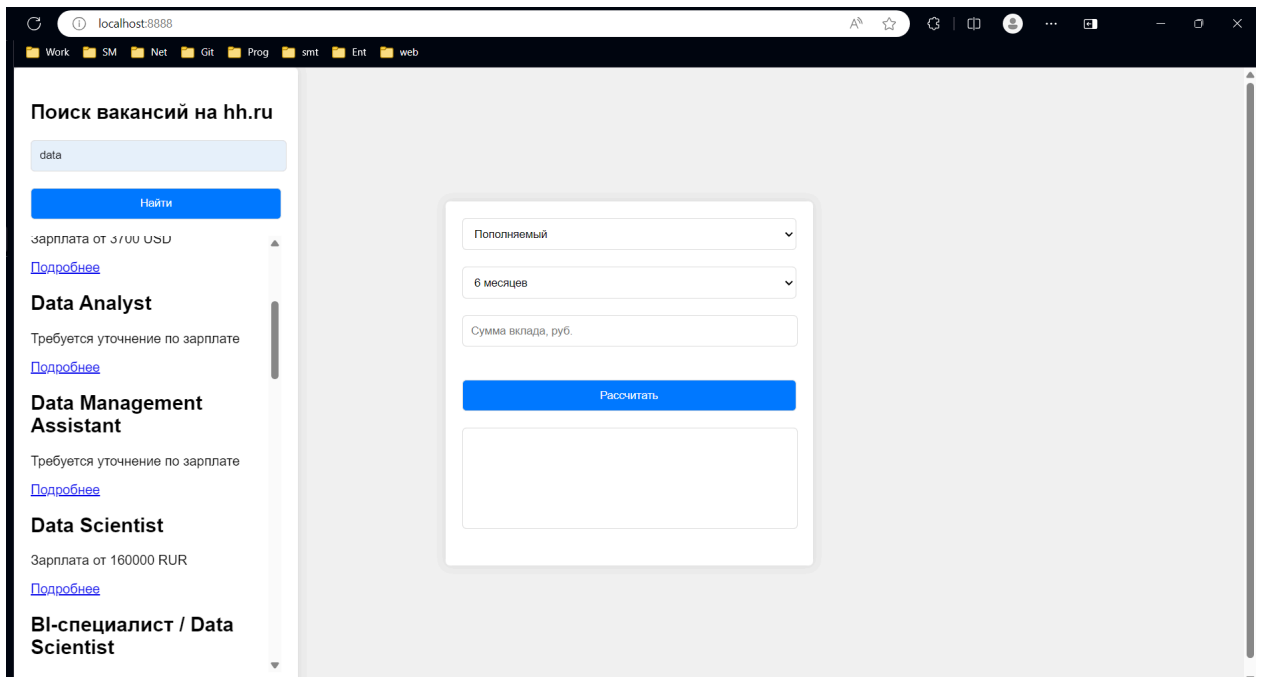 localhost:8888
Work SM Net Git Prog smt Ent web
Поиск вакансий на hh.ru
data
Найти
Зарплата от 3700 USD
Подробнее
Data Analyst
Требуется уточнение по зарплате
Подробнее
Data Management
Assistant
Требуется уточнение по зарплате
Подробнее
Data Scientist
Зарплата от 160000 RUR
Подробнее
BI-специалист / Data
Scientist
Пополняемый
6 месяцев
Сумма вклада, руб.
Рассчитать